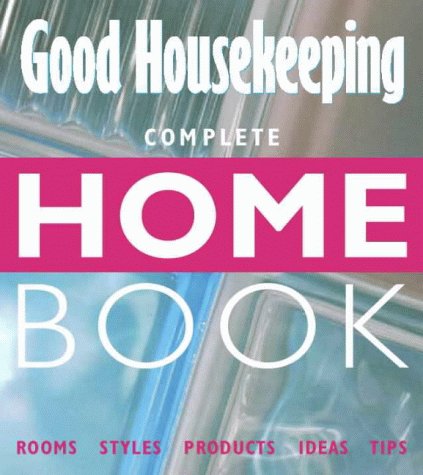 Good Housekeeping
COMPLETE
HOME
BOOK
ROOMS STYLES PRODUCTS IDEAS TIPS